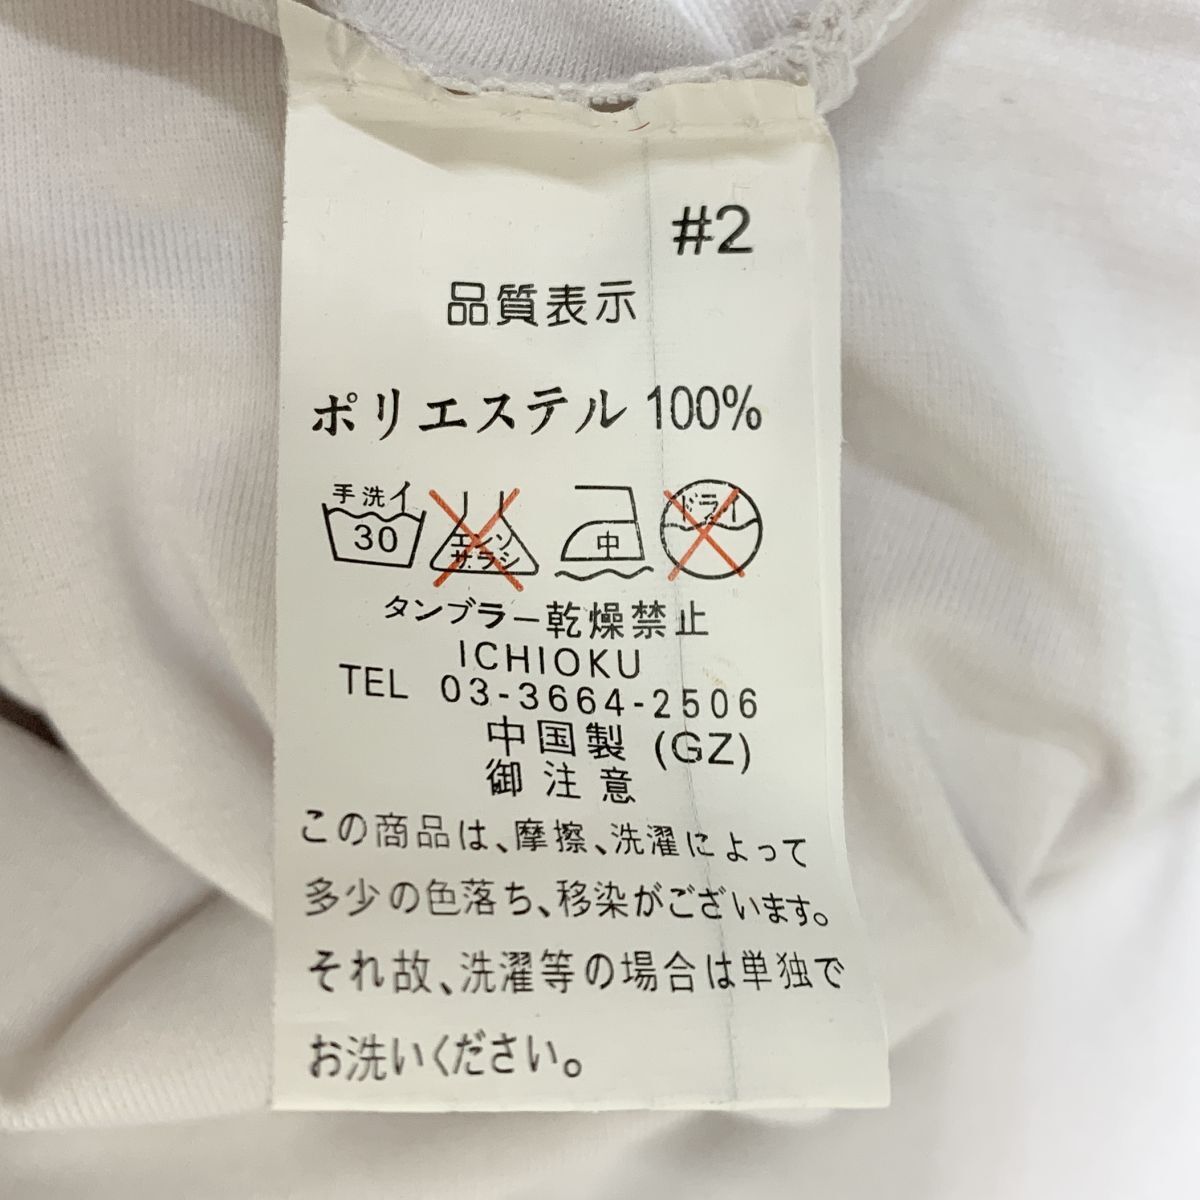 #2
品質表示
ポリエステル 100%
手洗イ
30
エンソ
サラシ
中
ドライ
タンブラー乾燥禁止
ICHIOKU
TEL 03-3664-2506
中国製 (GZ)
御注意
この商品は、摩擦、洗濯によって
多少の色落ち、移染がございます。
それ故、洗濯等の場合は単独で
お洗いください。